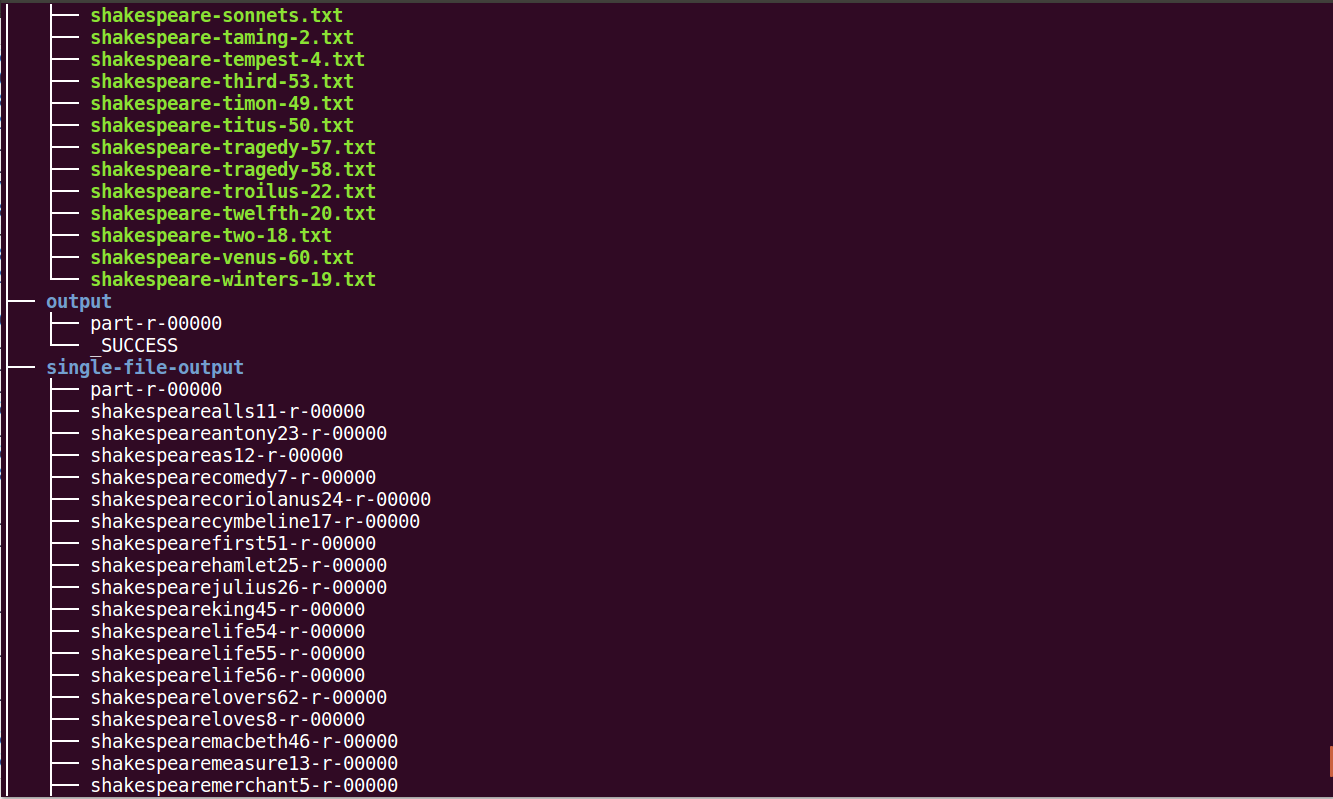 ├── shakespeare-sonnets.txt
├── shakespeare-taming-2.txt
├── shakespeare-tempest-4.txt
├── shakespeare-third-53.txt
├── shakespeare-timon-49.txt
├── shakespeare-titus-50.txt
├── shakespeare-tragedy-57.txt
├── shakespeare-tragedy-58.txt
├── shakespeare-troilus-22.txt
├── shakespeare-twelfth-20.txt
├── shakespeare-two-18.txt
├── shakespeare-venus-60.txt
└── shakespeare-winters-19.txt
├── output
├── part-r-00000
└── _SUCCESS
├── single-file-output
├── part-r-00000
├── shakespearealls11-r-00000
├── shakespeareantony23-r-00000
├── shakespeareas12-r-00000
├── shakespearecomedy7-r-00000
├── shakespearecoriolanus24-r-00000
├── shakespearecymbeline17-r-00000
├── shakespearefirst51-r-00000
├── shakespearehamlet25-r-00000
├── shakespearejulius26-r-00000
├── shakespeareking45-r-00000
├── shakespearelife54-r-00000
├── shakespearelife55-r-00000
├── shakespearelife56-r-00000
├── shakespearelovers62-r-00000
├── shakespeareloves8-r-00000
├── shakespearemacbeth46-r-00000
├── shakespearemeasure13-r-00000
├── shakespearemerchant5-r-00000